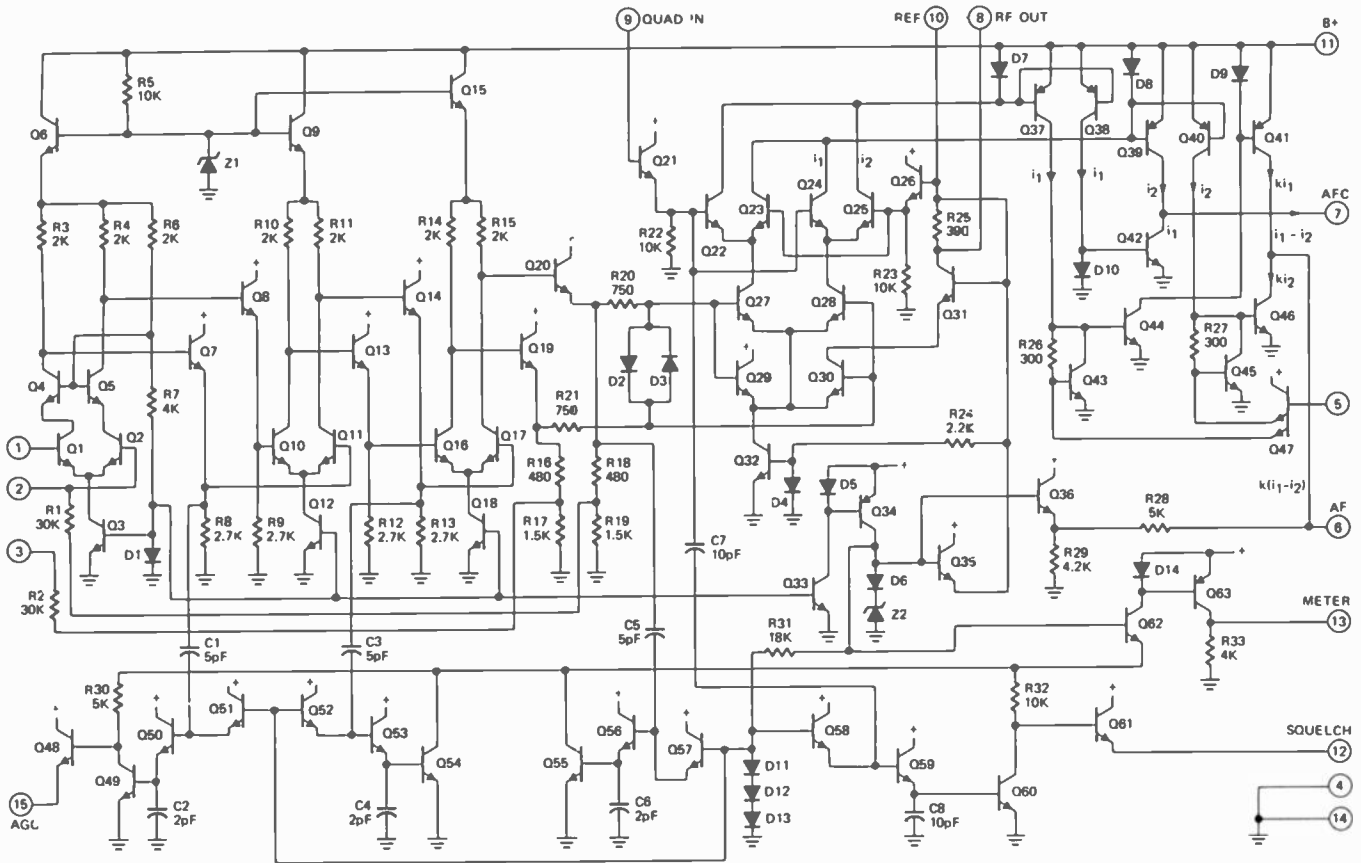 9 QUAD IN
REF 10
8 RF OUT
B+
11
R5
10K
Q6
Z1
Q9
Q15
D7
D8
D9
Q37
Q38
Q39
Q40
Q41
Q21
i1
i2
Q24
Q26
Q23
Q25
R22
10K
Q22
R25
390
R23
10K
i1
i1
i2
i2
ki1
AFC
7
R3
2K
R4
2K
R6
2K
R10
2K
R11
2K
R14
2K
R15
2K
Q20
R20
750
Q27
Q28
Q31
Q42
i1
D10
i1 - i2
ki2
Q8
Q7
Q14
Q13
Q19
D2
D3
Q29
Q30
R26
300
Q44
Q43
R27
300
Q46
Q45
Q4
Q5
R7
4K
R21
750
R24
2.2K
5
Q47
1
Q1
Q2
2
Q10
Q11
Q16
Q17
R16
480
R18
480
Q32
D4
D5
Q34
Q36
R28
5K
k(i1-i2)
AF
6
R1
30K
Q3
D1
R8
2.7K
R9
2.7K
Q12
R12
2.7K
R13
2.7K
Q18
R17
1.5K
R19
1.5K
C7
10pF
3
R2
30K
Q33
D6
Z2
Q35
R29
4.2K
D14
Q63
METER
13
Q62
R33
4K
C1
5pF
C3
5pF
C5
5pF
R31
18K
R30
5K
Q48
Q50
Q51
Q52
Q53
Q54
Q49
Q55
Q56
Q57
Q58
Q59
R32
10K
Q61
SQUELCH
12
D11
D12
D13
Q60
C2
2pF
C4
2pF
C6
2pF
C8
10pF
15
AGC
4
14